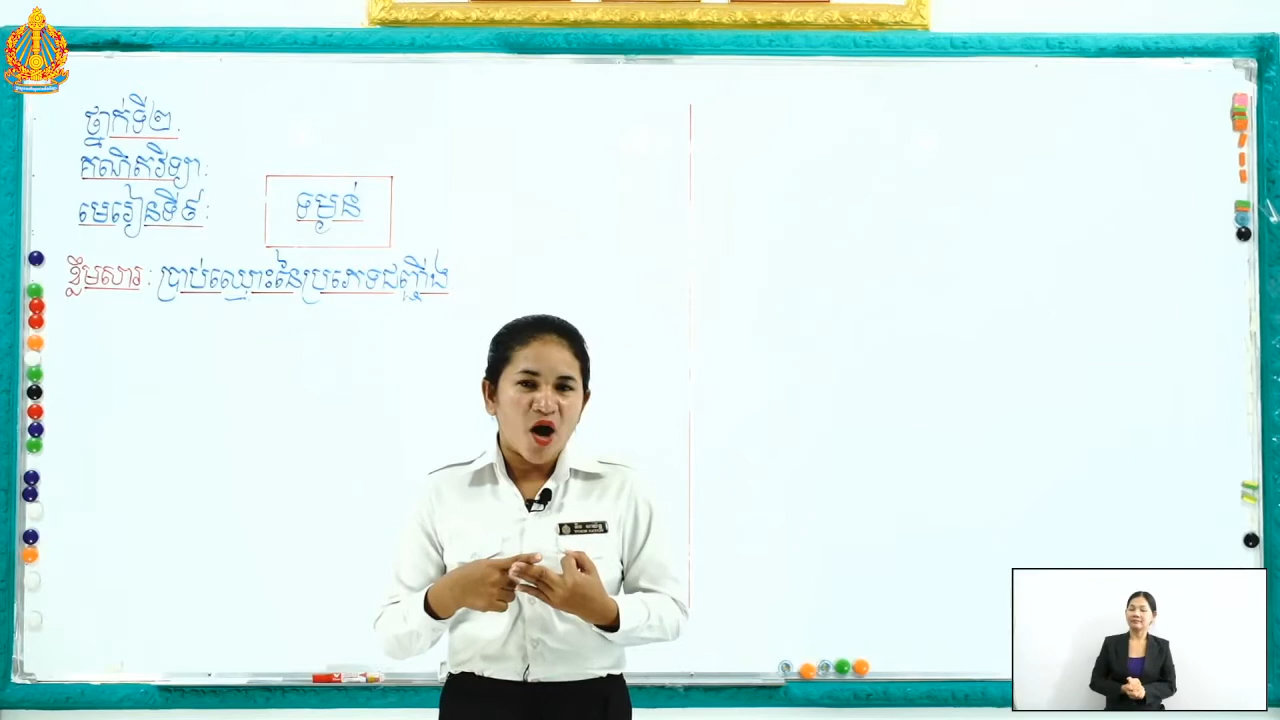 ថ្នាក់ទី២.
គណិតវិទ្យា:
មេរៀនទី៩:
ទម្ងន់
ខ្លឹមសារ : ប្រាប់ឈ្មោះនៃប្រភេទជញ្ជីង